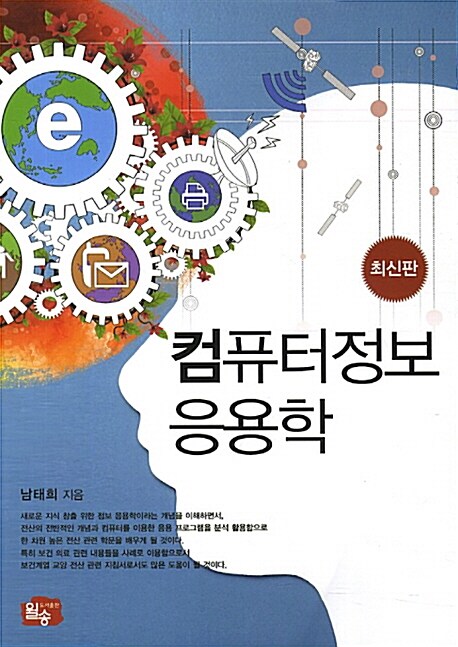 e
최신판
컴퓨터정보
응용학
남태희 지음
새로운 지식 창출 위한 정보 응용학이라는 개념을 이해하면서,
전산의 전반적인 개념과 컴퓨터를 이용한 응용 프로그램을 분석 활용함으로
한 차원 높은 전산 관련 학문을 배우게 될 것이다.
특히 보건 의료 관련 내용들을 사례로 이용함으로서
보건계열 교양 전산 관련 지침서로서도 많은 도움이 될 것이다.
도서출판
월송